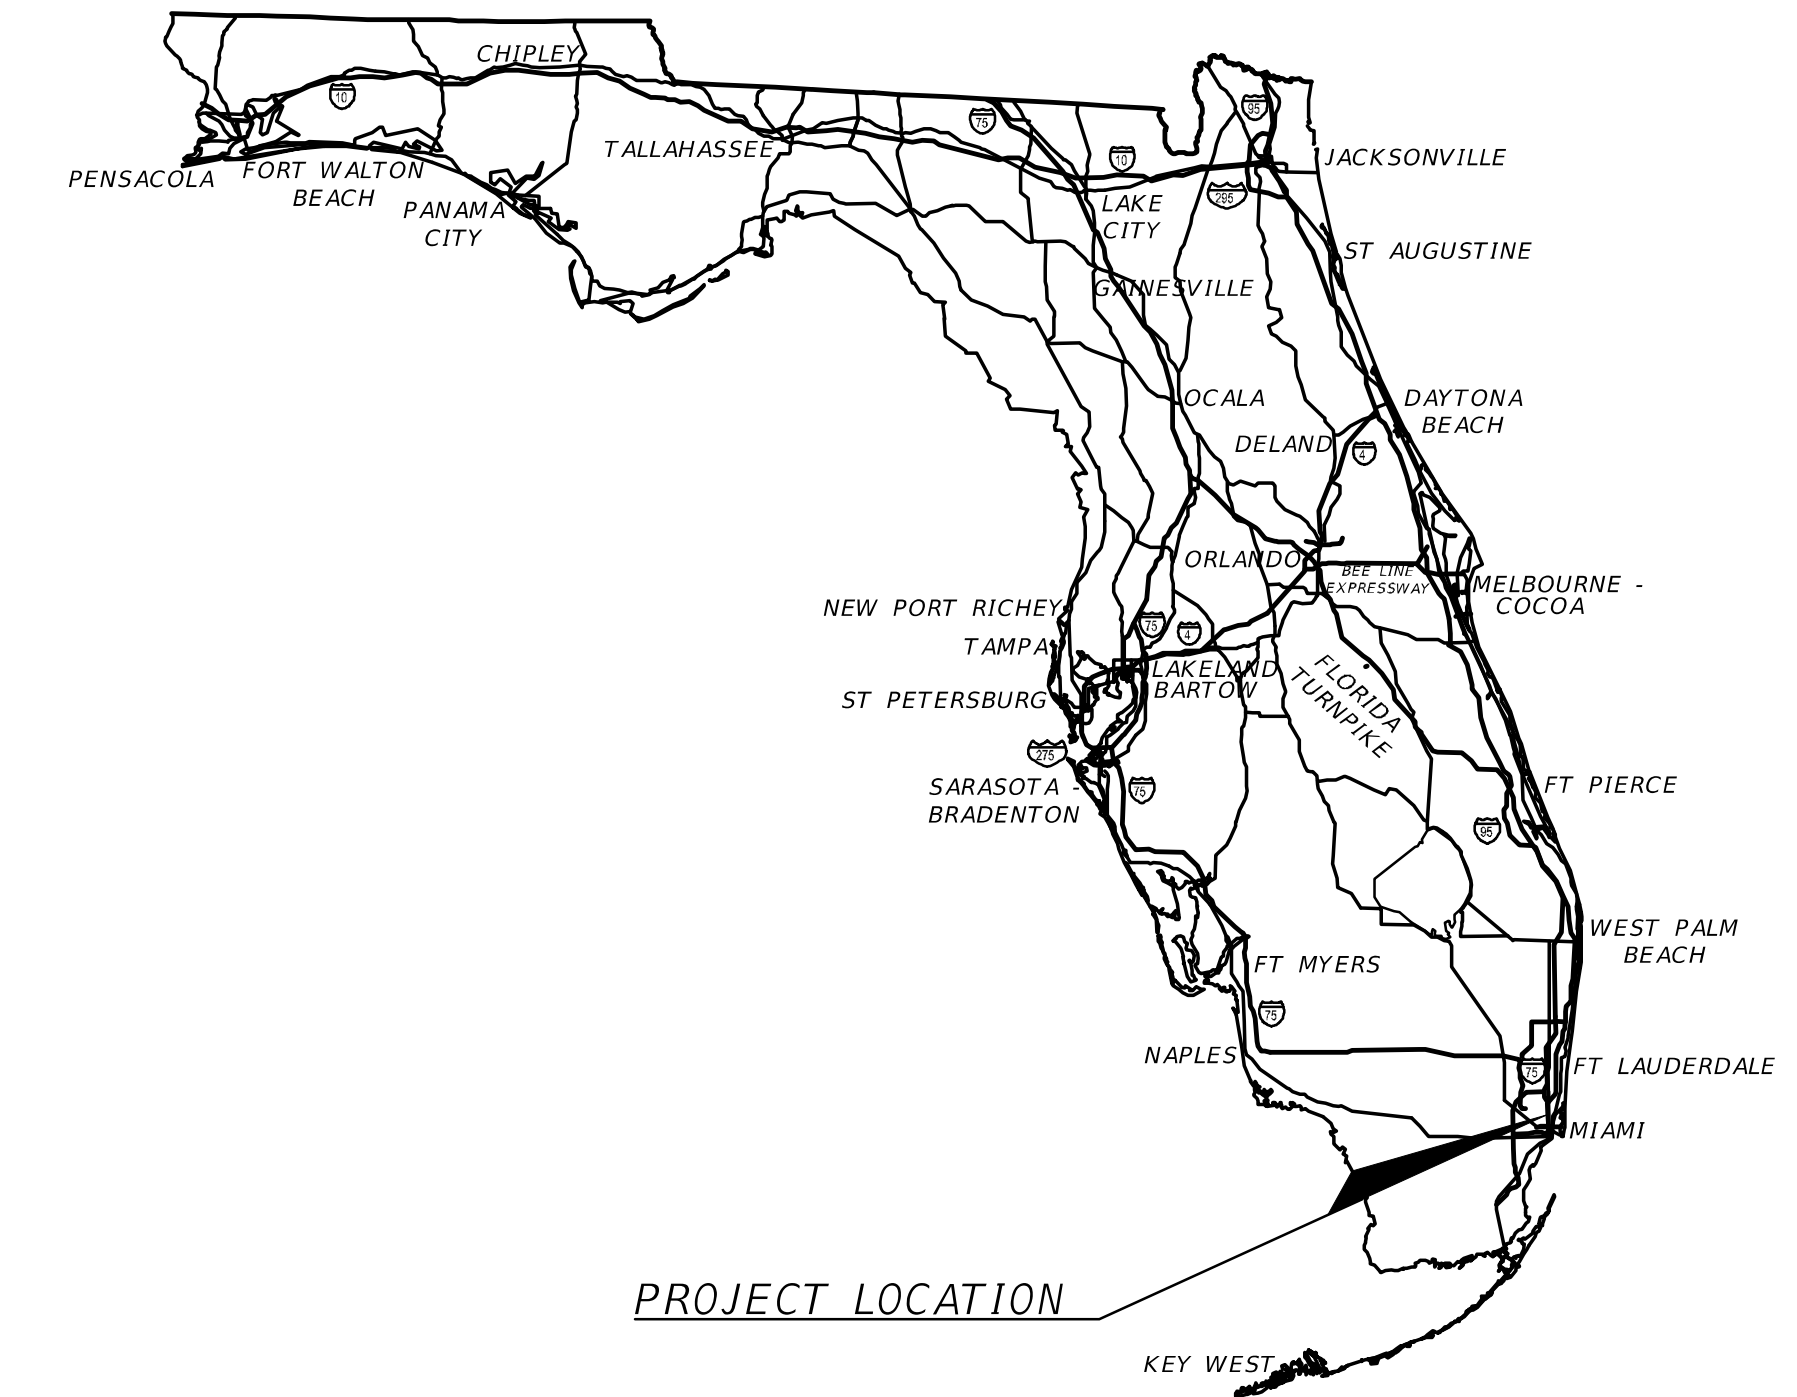 CHIPLEY
10
75
95
TALLAHASSEE
10
JACKSONVILLE
PENSACOLA
FORT WALTON
BEACH
295
PANAMA
CITY
LAKE
CITY
ST AUGUSTINE
GAINESVILLE
OCALA
DAYTONA
BEACH
DELAND
4
ORLANDO
BEE LINE
EXPRESSWAY
MELBOURNE -
COCOA
NEW PORT RICHEY
75
4
TAMPA
LAKELAND
BARTOW
FLORIDA
TURNPIKE
ST PETERSBURG
275
SARASOTA -
BRADENTON
75
FT PIERCE
95
WEST PALM
BEACH
FT MYERS
75
NAPLES
75
FT LAUDERDALE
MIAMI
PROJECT LOCATION
KEY WEST